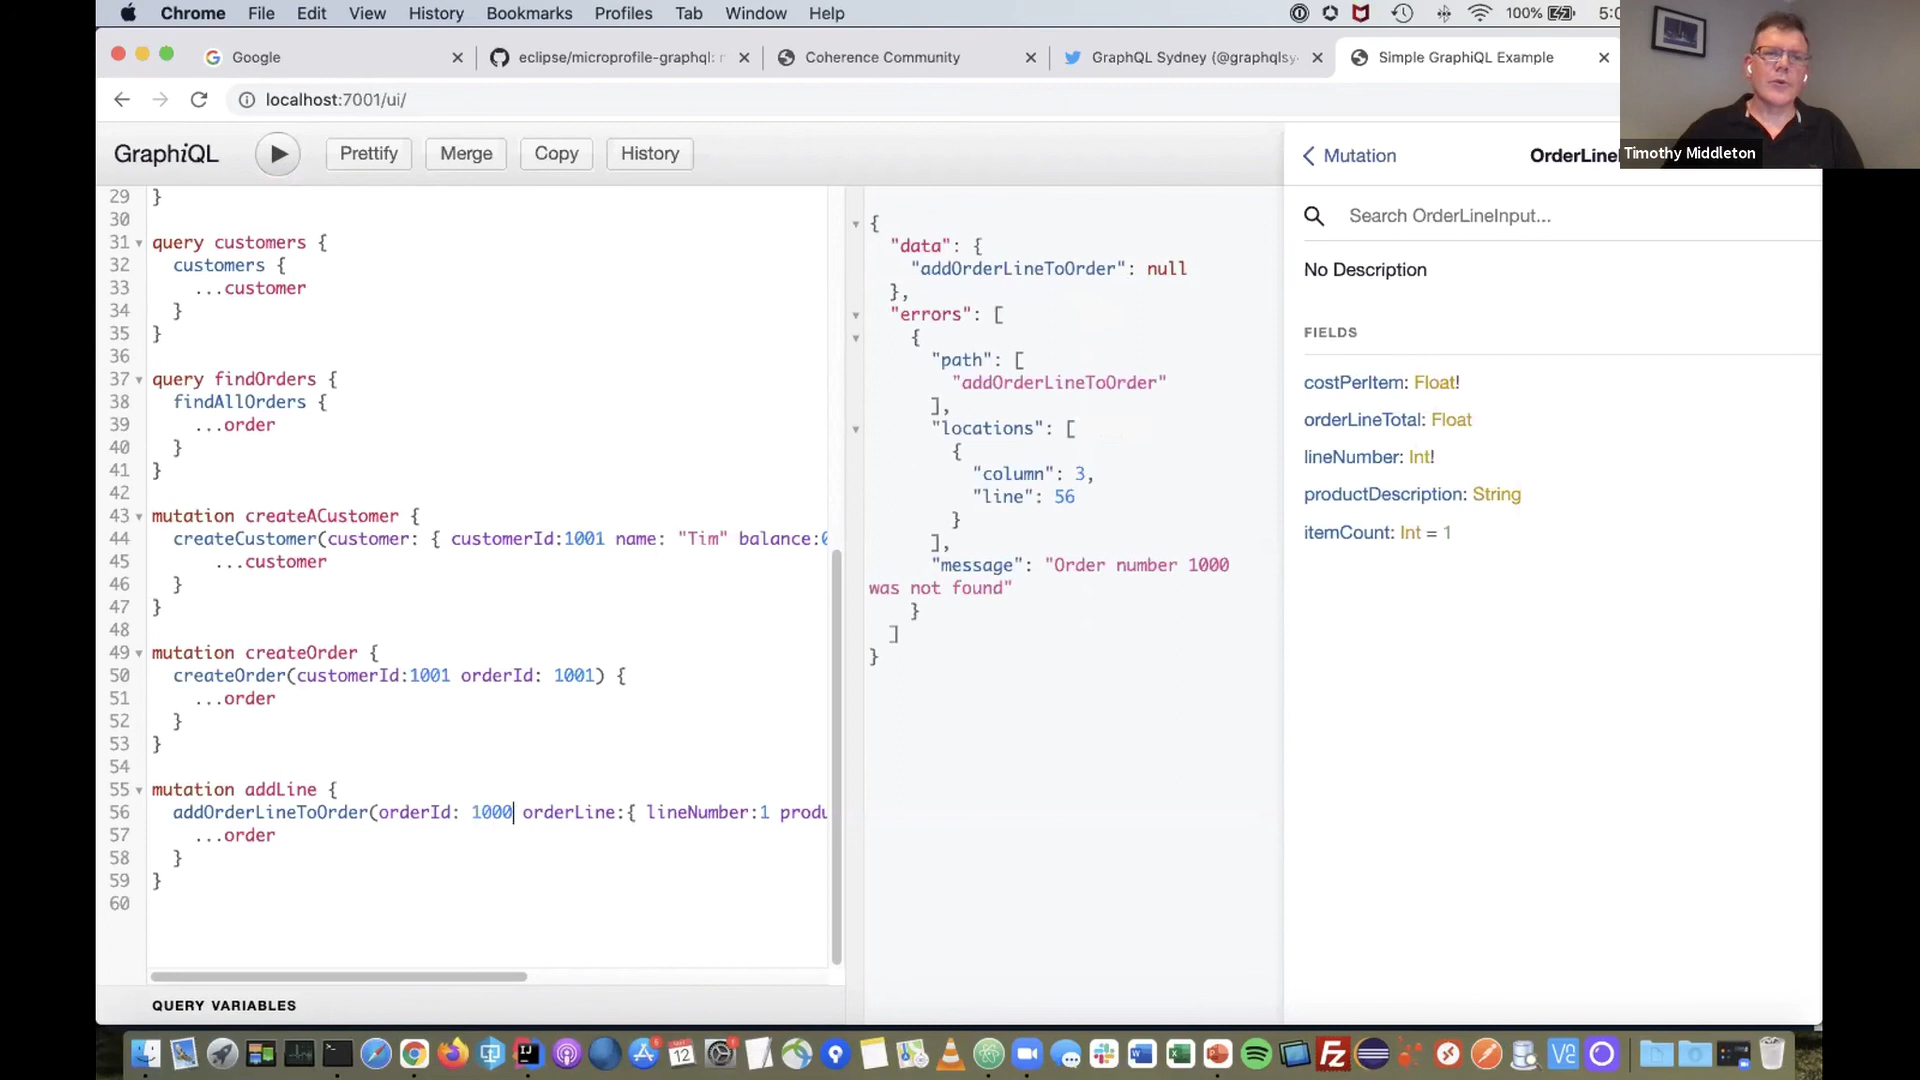 Chrome File Edit View History Bookmarks Profiles Tab Window Help 100% 5:0
Google eclipse/microprofile-graphql: Coherence Community GraphQL Sydney (@graphqlsy Simple GraphiQL Example
localhost:7001/ui/
GraphiQL Prettify Merge Copy History
Mutation OrderLineI
Timothy Middleton
Search OrderLineInput...
No Description
FIELDS
costPerItem: Float!
orderLineTotal: Float
lineNumber: Int!
productDescription: String
itemCount: Int = 1
29 }
30
31 query customers {
32 customers {
33 ...customer
34 }
35 }
36
37 query findOrders {
38 findAllOrders {
39 ...order
40 }
41 }
42
43 mutation createACustomer {
44 createCustomer(customer: { customerId:1001 name: "Tim" balance:0
45 ...customer
46 }
47 }
48
49 mutation createOrder {
50 createOrder(customerId:1001 orderId: 1001) {
51 ...order
52 }
53 }
54
55 mutation addLine {
56 addOrderLineToOrder(orderId: 1000 orderLine:{ lineNumber:1 produ
57 ...order
58 }
59 }
60
QUERY VARIABLES
{
"data": {
"addOrderLineToOrder": null
},
"errors": [
{
"path": [
"addOrderLineToOrder"
],
"locations": [
{
"column": 3,
"line": 56
}
],
"message": "Order number 1000
was not found"
}
]
}
12